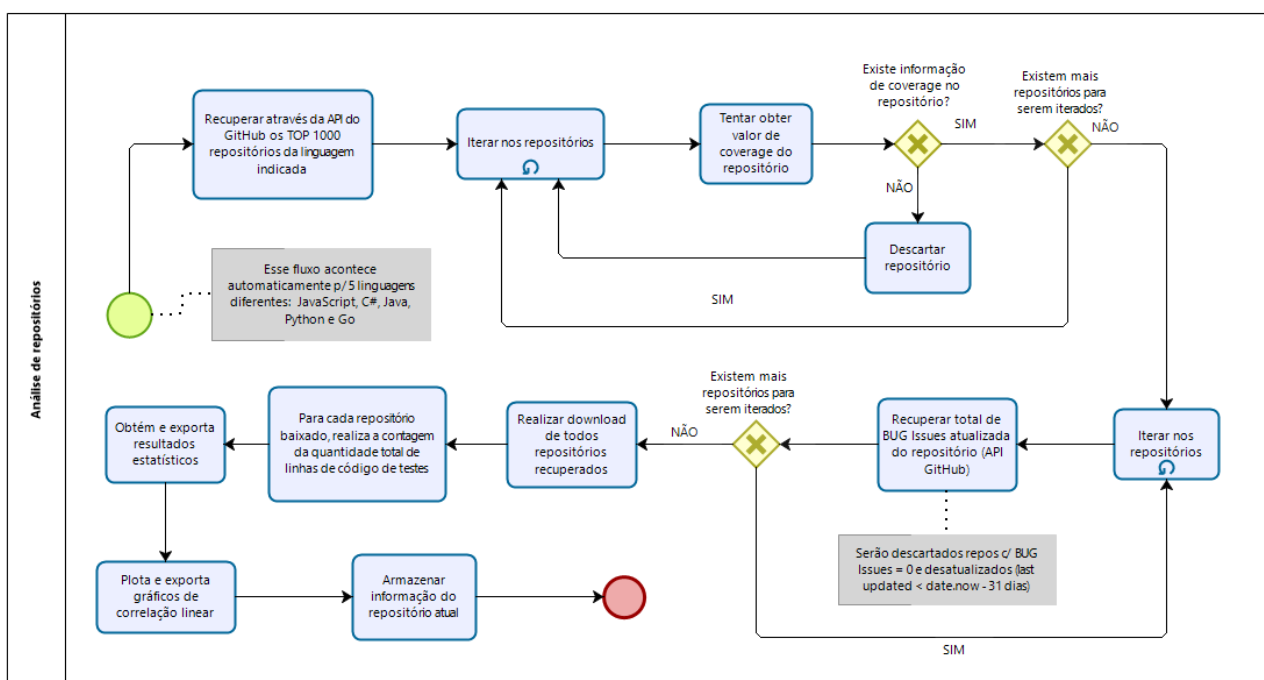 Análise de repositórios
Recuperar através da API do
GitHub os TOP 1000
repositórios da linguagem
indicada
Iterar nos repositórios
Tentar obter
valor de
coverage do
repositório
Existe informação
de coverage no
repositório?
SIM
Existem mais
repositórios para
serem iterados?
NÃO
NÃO
Descartar
repositório
SIM
Esse fluxo acontece
automaticamente p/5 linguagens
diferentes: JavaScript, C#, Java,
Python e Go
Iterar nos
repositórios
Recuperar total de
BUG Issues atualizada
do repositório (API
GitHub)
Serão descartados repos c/ BUG
Issues = 0 e desatualizados (last
updated < date.now - 31 dias)
Existem mais
repositórios para
serem iterados?
NÃO
SIM
Realizar download
de todos
repositórios
recuperados
Para cada repositório
baixado, realiza a contagem
da quantidade total de
linhas de código de testes
Obtém e exporta
resultados
estatísticos
Plota e exporta
gráficos de
correlação linear
Armazenar
informação do
repositório atual